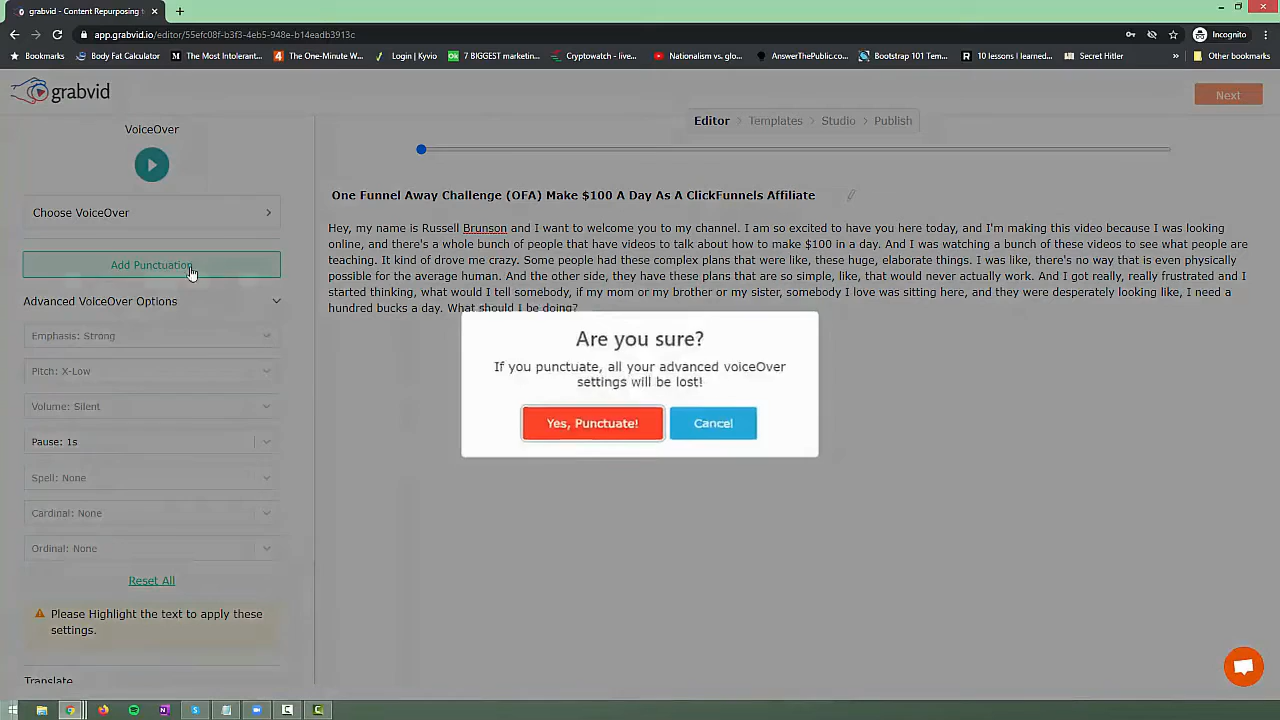 grabvid - Content Repurposing t
app.grabvid.io/editor/55efc08f-b3f3-4eb5-948e-b14eadb3913c
Incognito
Bookmarks
Body Fat Calculator
The Most Intolerant...
The One-Minute W...
Login | Kyvio
7 BIGGEST marketin...
Cryptowatch - live...
Nationalism vs. glo...
AnswerThePublic.co...
Bootstrap 101 Tem...
10 lessons I learned...
Secret Hitler
»
Other bookmarks
grabvid
Next
Editor > Templates > Studio > Publish
VoiceOver
Choose VoiceOver
Add Punctuation
Advanced VoiceOver Options
Emphasis: Strong
Pitch: X-Low
Volume: Silent
Pause: 1s
Spell: None
Cardinal: None
Ordinal: None
Reset All
Please Highlight the text to apply these
settings.
Translate
One Funnel Away Challenge (OFA) Make $100 A Day As A ClickFunnels Affiliate
Hey, my name is Russell Brunson and I want to welcome you to my channel. I am so excited to have you here today, and I'm making this video because I was looking
online, and there's a whole bunch of people that have videos to talk about how to make $100 in a day. And I was watching a bunch of these videos to see what people are
teaching. It kind of drove me crazy. Some people had these complex plans that were like, these huge, elaborate things. I was like, there's no way that is even physically
possible for the average human. And the other side, they have these plans that are so simple, like, that would never actually work. And I got really, really frustrated and I
started thinking, what would I tell somebody, if my mom or my brother or my sister, somebody I love was sitting here, and they were desperately looking like, I need a
hundred bucks a day. What should I be doing?
Are you sure?
If you punctuate, all your advanced voiceOver
settings will be lost!
Yes, Punctuate!
Cancel